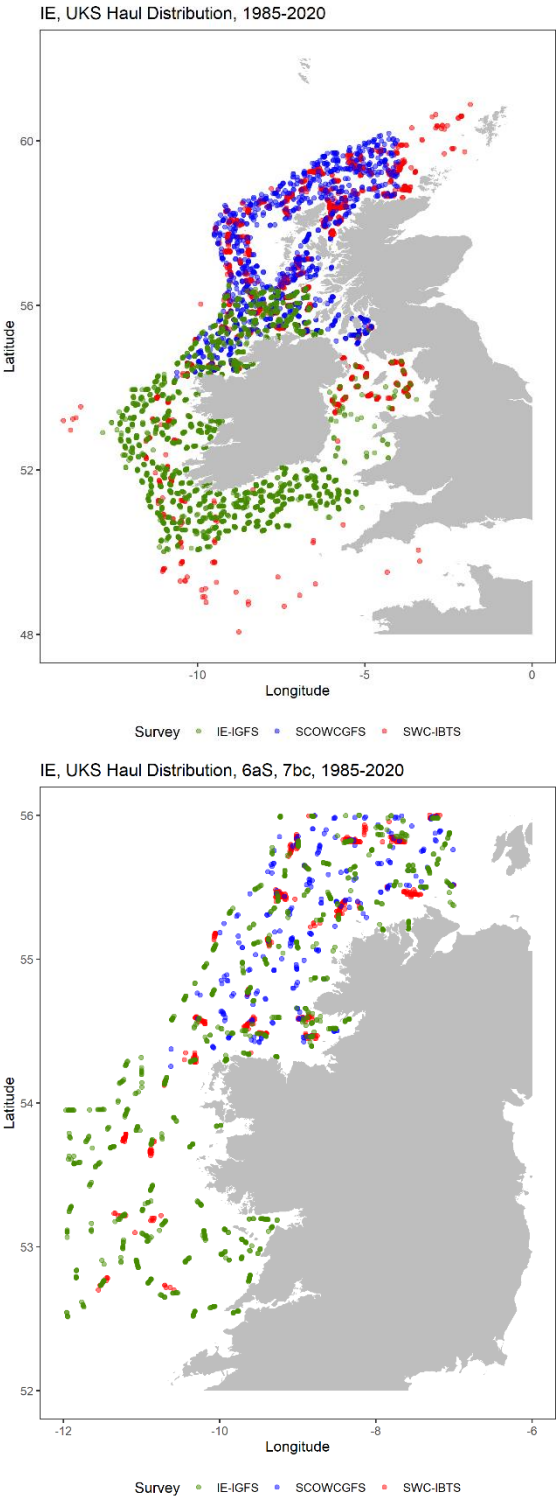 IE, UKS Haul Distribution, 1985-2020
60
56
52
48
Latitude
-10 -5 0
Longitude
Survey IE-IGFS SCOWCGFS SWC-IBTS
IE, UKS Haul Distribution, 6aS, 7bc, 1985-2020
56
55
54
53
52
Latitude
-12 -10 -8 -6
Longitude
Survey IE-IGFS SCOWCGFS SWC-IBTS